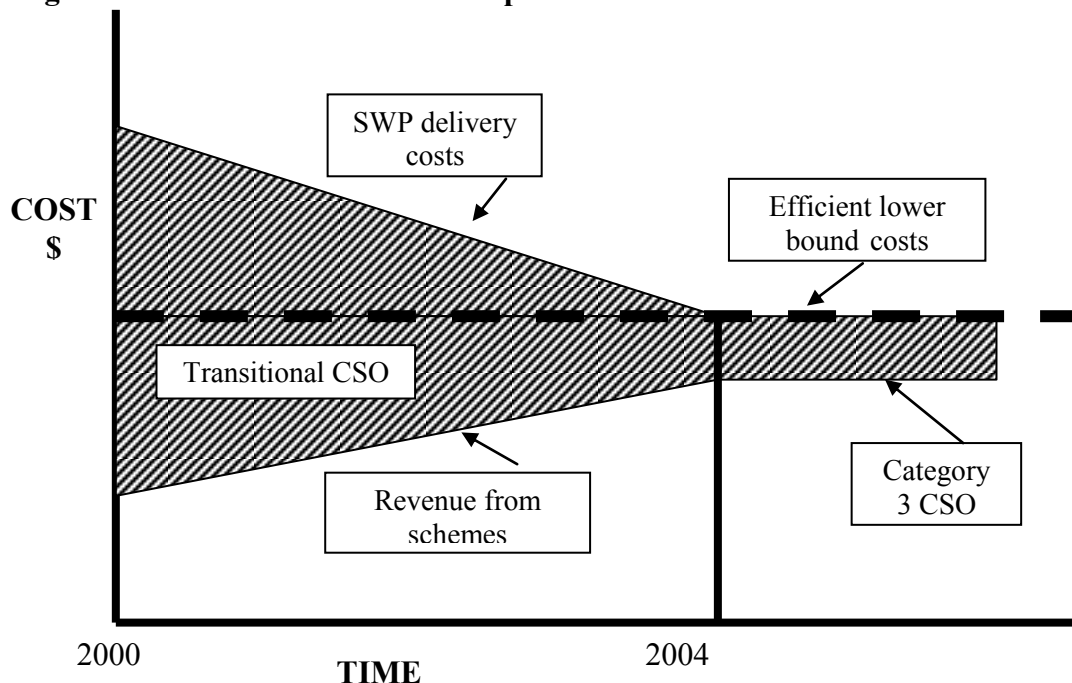 SWP delivery
costs
COST
$
Efficient lower
bound costs
Transitional CSO
Revenue from
schemes
Category
3 CSO
2000
2004
TIME